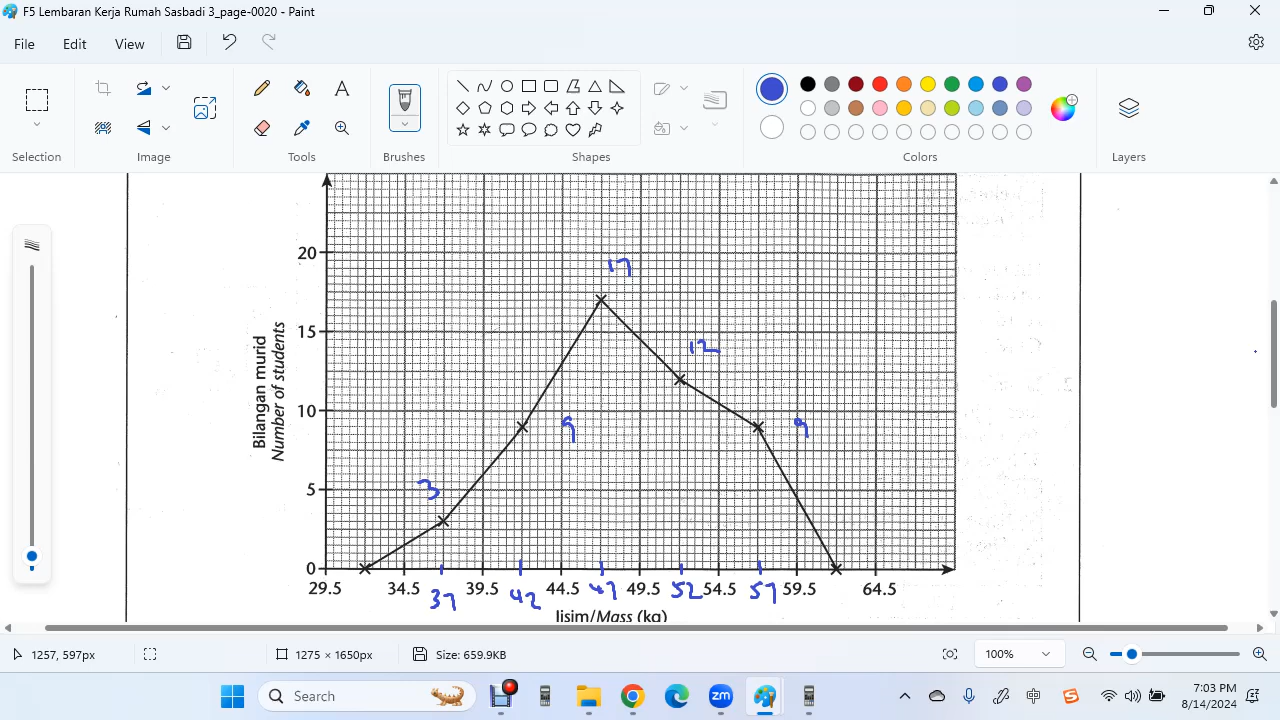 F5 Lembaran Kerja Rumah Sasbadi 3_page-0020 - Paint
File Edit View
Selection Image Tools Brushes Shapes Colors Layers
20
17
15
12
Bilangan murid
Number of students
10
9
9
5
3
0
29.5 34.5 39.5 44.5 49.5 54.5 59.5 64.5
37 42 47 52 57
Jisim/Mass (kg)
1257, 597px 1275 × 1650px Size: 659.9KB 100%
Search
zm
中
7:03 PM
8/14/2024